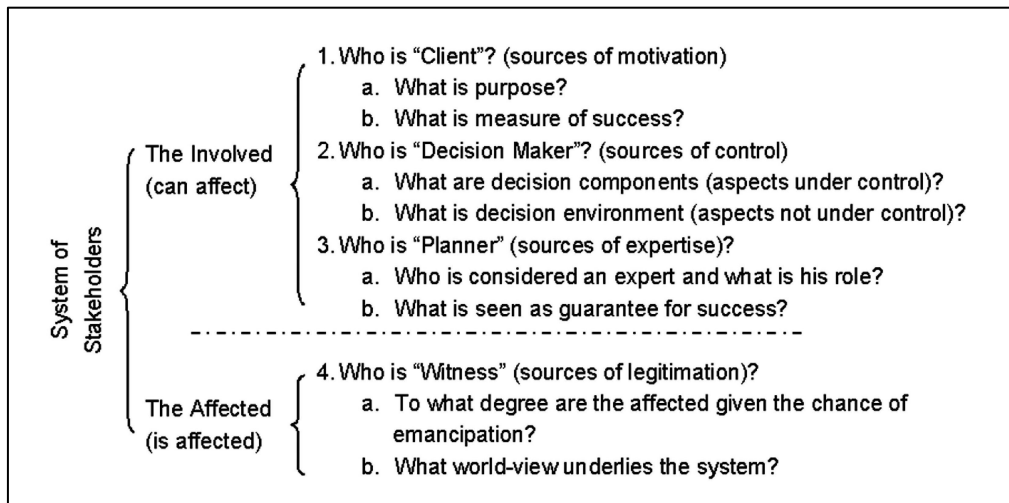 System of
Stakeholders
The Involved
(can affect)
1. Who is “Client”? (sources of motivation)
a. What is purpose?
b. What is measure of success?
2. Who is “Decision Maker”? (sources of control)
a. What are decision components (aspects under control)?
b. What is decision environment (aspects not under control)?
3. Who is “Planner” (sources of expertise)?
a. Who is considered an expert and what is his role?
b. What is seen as guarantee for success?
The Affected
(is affected)
4. Who is “Witness” (sources of legitimation)?
a. To what degree are the affected given the chance of
emancipation?
b. What world-view underlies the system?